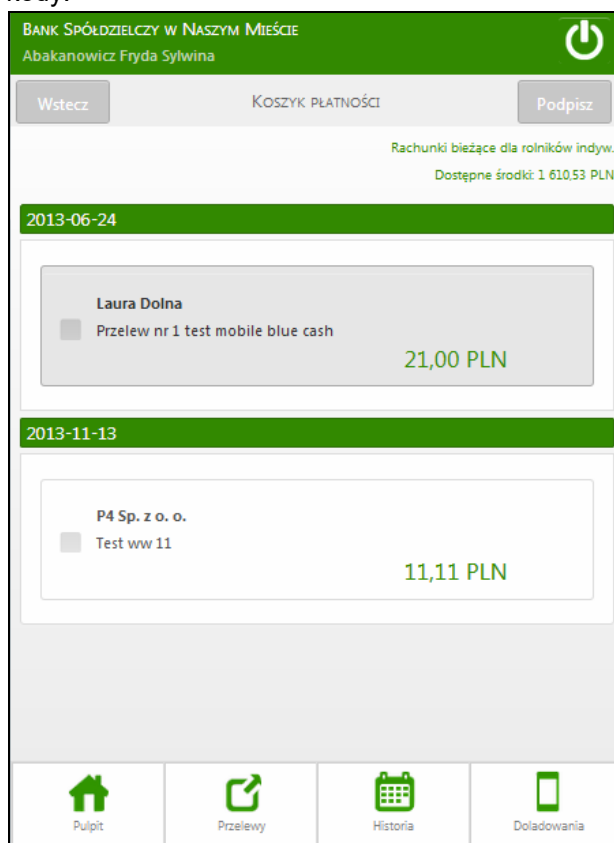 BANK SPÓŁDZIELCZY W NASZYM MIEŚCIE
Abakanowicz Fryda Sylwina
Wstecz
KOSZYK PŁATNOŚCI
Podpisz
Rachunki bieżące dla rolników indyw.
Dostępne środki: 1 610,53 PLN
2013-06-24
Laura Dolna
Przelew nr 1 test mobile blue cash
21,00 PLN
2013-11-13
P4 Sp. z o. o.
Test ww 11
11,11 PLN
Pulpit
Przelewy
Historia
Doladowania